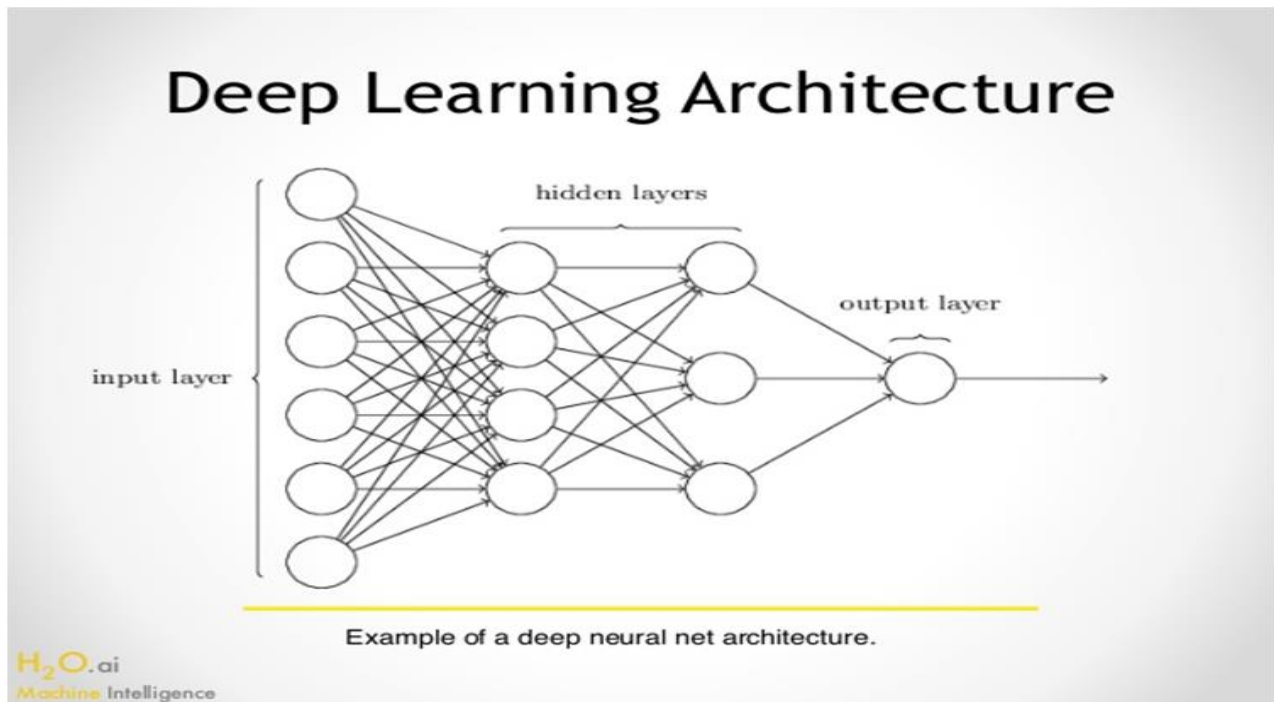 Deep Learning Architecture
hidden layers
output layer
input layer
Example of a deep neural net architecture.
H2O.ai
Machine Intelligence